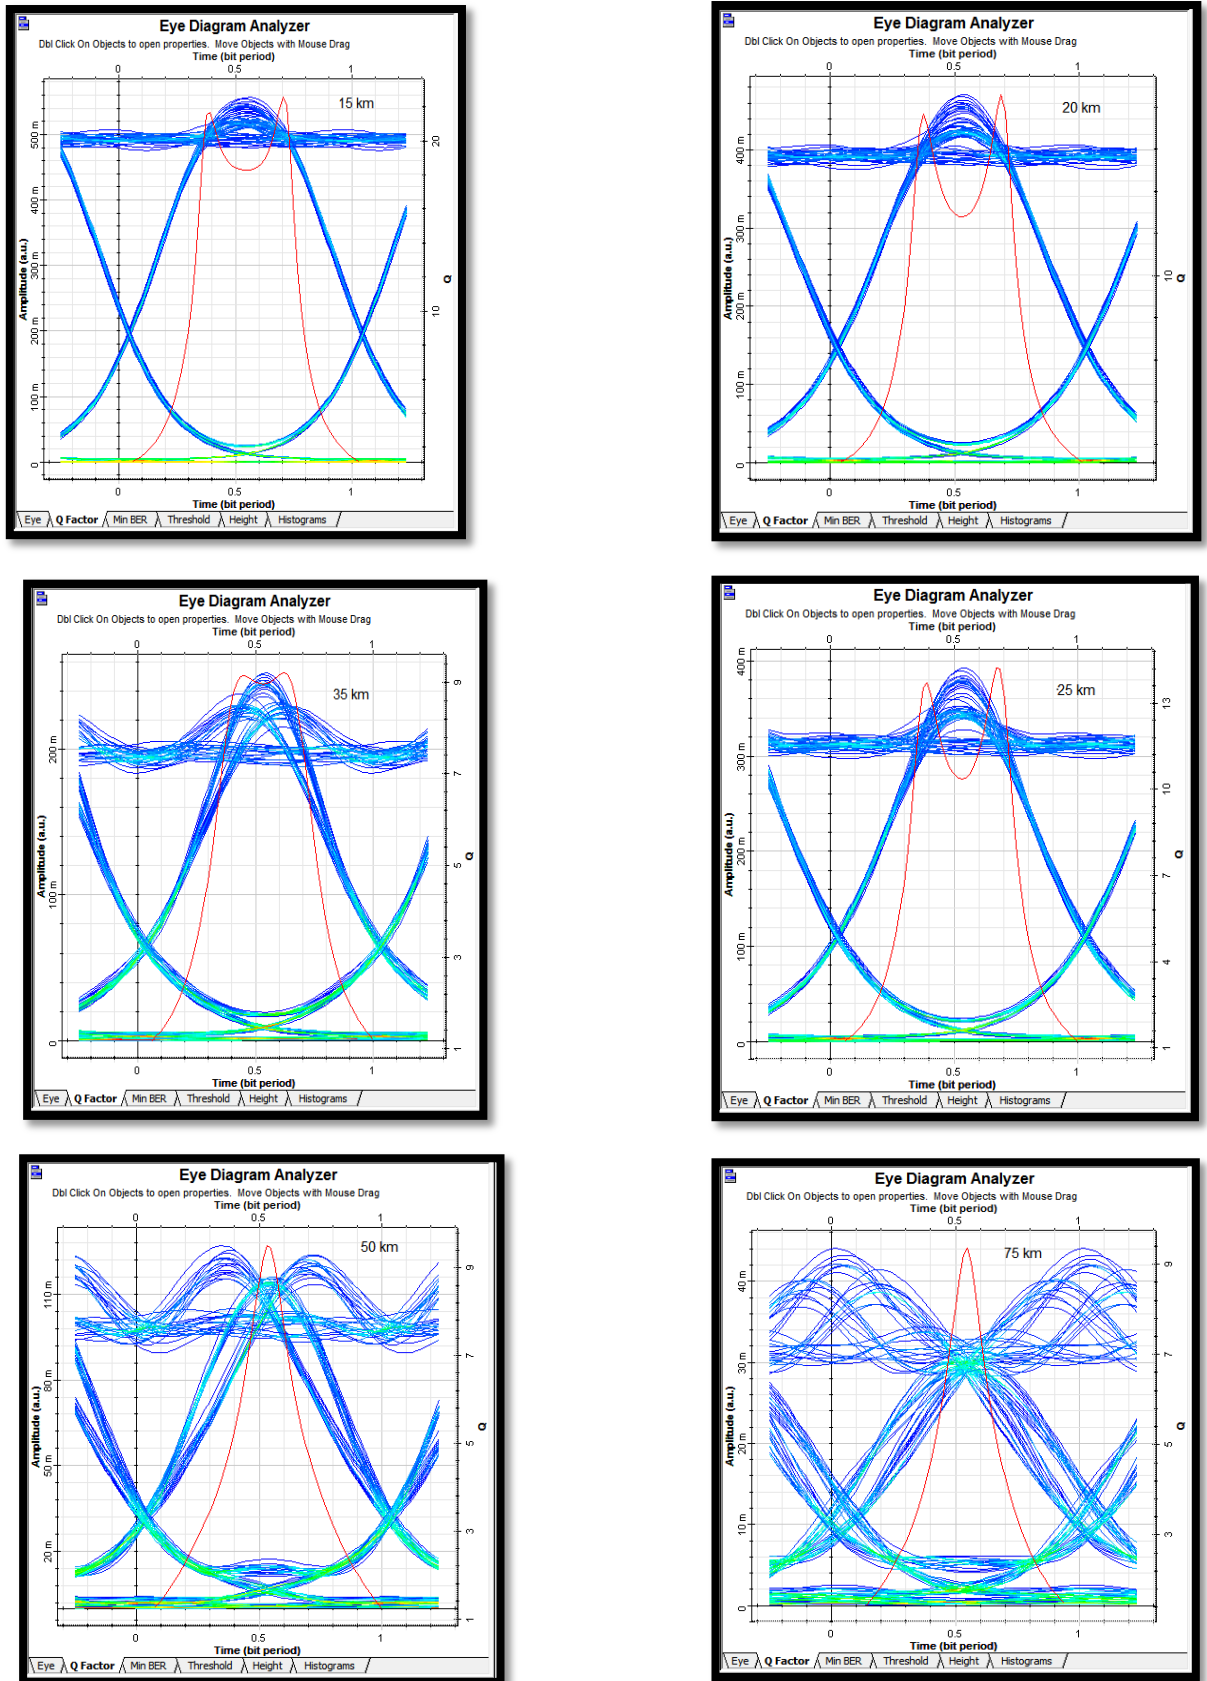 Eye Diagram Analyzer
Dbl Click On Objects to open properties. Move Objects with Mouse Drag
Time (bit period)
0 0.5 1
15 km
Amplitude (a.u.)
500 m
400 m
300 m
200 m
100 m
0
20
10
Q
0 0.5 1
Time (bit period)
Eye Q Factor Min BER Threshold Height Histograms
Eye Diagram Analyzer
Dbl Click On Objects to open properties. Move Objects with Mouse Drag
Time (bit period)
0 0.5 1
20 km
Amplitude (a.u.)
400 m
300 m
200 m
100 m
0
10
Q
0 0.5 1
Time (bit period)
Eye Q Factor Min BER Threshold Height Histograms
Eye Diagram Analyzer
Dbl Click On Objects to open properties. Move Objects with Mouse Drag
Time (bit period)
0 0.5 1
35 km
Amplitude (a.u.)
200 m
100 m
0
9
7
5
3
1
Q
0 0.5 1
Time (bit period)
Eye Q Factor Min BER Threshold Height Histograms
Eye Diagram Analyzer
Dbl Click On Objects to open properties. Move Objects with Mouse Drag
Time (bit period)
0 0.5 1
25 km
Amplitude (a.u.)
400 m
300 m
200 m
100 m
0
13
10
7
4
1
Q
0 0.5 1
Time (bit period)
Eye Q Factor Min BER Threshold Height Histograms
Eye Diagram Analyzer
Dbl Click On Objects to open properties. Move Objects with Mouse Drag
Time (bit period)
0 0.5 1
50 km
Amplitude (a.u.)
110 m
80 m
50 m
20 m
9
7
5
3
1
Q
0 0.5 1
Time (bit period)
Eye Q Factor Min BER Threshold Height Histograms
Eye Diagram Analyzer
Dbl Click On Objects to open properties. Move Objects with Mouse Drag
Time (bit period)
0 0.5 1
75 km
Amplitude (a.u.)
40 m
30 m
20 m
10 m
0
9
7
5
3
Q
0 0.5 1
Time (bit period)
Eye Q Factor Min BER Threshold Height Histograms